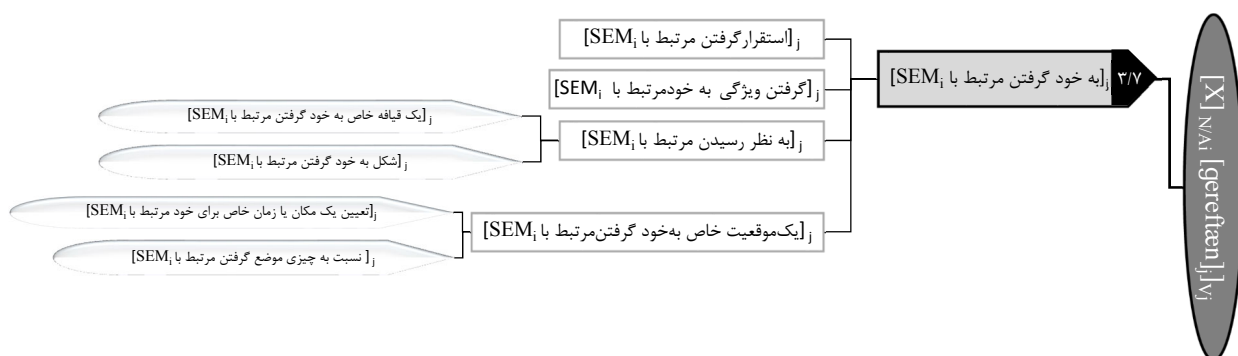 [X] N/Ai [gereftæn]j]Vj
۳/۷
[به خود گرفتن مرتبط با SEMi]j
[استقرارگرفتن مرتبط با SEMi]j
[گرفتن ویژگی به خودمرتبط با SEMi]j
[به نظر رسیدن مرتبط با SEMi]j
[یک قیافه خاص به خود گرفتن مرتبط با SEMi]j
[شکل به خود گرفتن مرتبط با SEMi]j
[یک‌موقعیت خاص به‌خود گرفتن‌مرتبط با SEMi]j
[تعیین یک مکان یا زمان خاص برای خود مرتبط با SEMi]j
[نسبت به چیزی موضع گرفتن مرتبط با SEMi]j